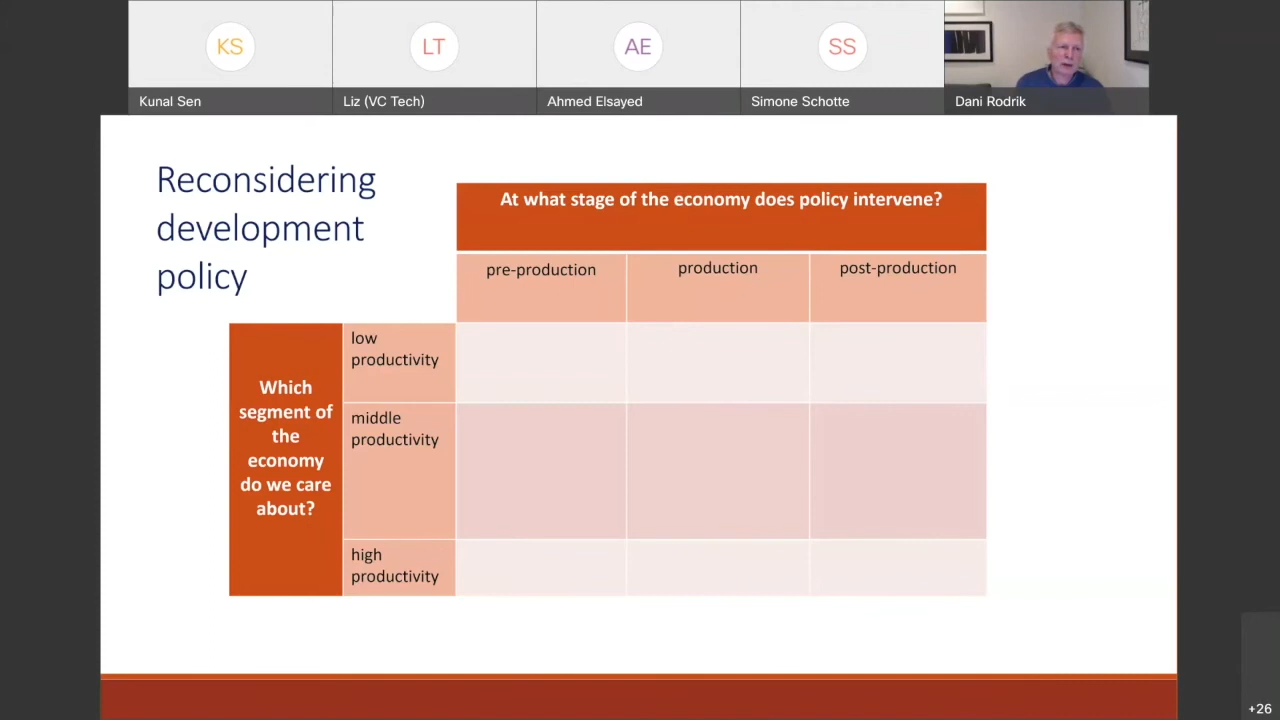 KS
LT
AE
SS
Kunal Sen
Liz (VC Tech)
Ahmed Elsayed
Simone Schotte
Dani Rodrik
Reconsidering
development
policy
At what stage of the economy does policy intervene?
pre-production
production
post-production
Which
segment of
the
economy
do we care
about?
low
productivity
middle
productivity
high
productivity
+26